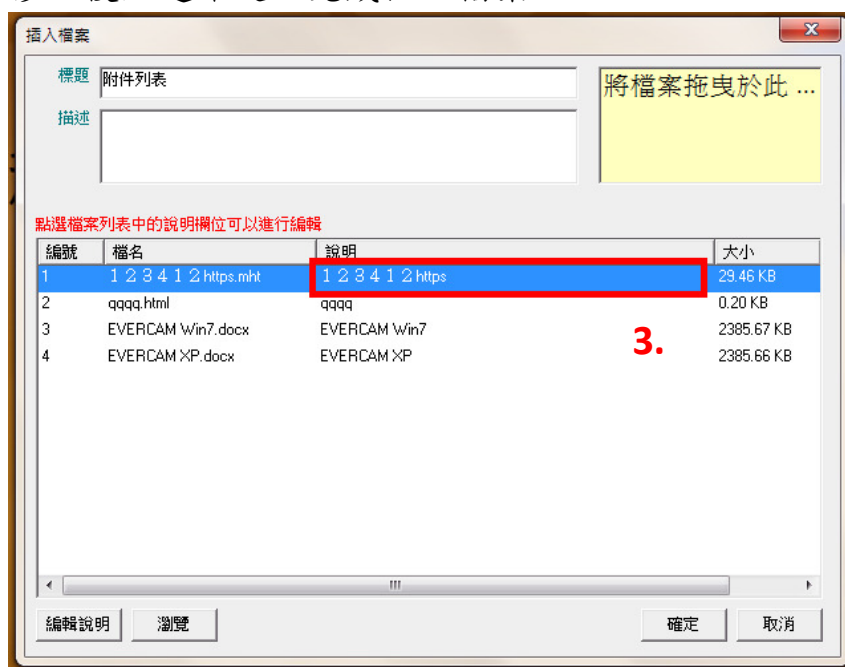 插入檔案
標題 附件列表
將檔案拖曳於此 ...
描述
點選檔案列表中的說明欄位可以進行編輯
編號 檔名 說明 大小
1 １２３４１２https.mht １２３４１２https 29.46 KB
2 qqqq.html qqqq 0.20 KB
3 EVERCAM Win7.docx EVERCAM Win7 2385.67 KB
4 EVERCAM XP.docx EVERCAM XP 2385.66 KB
3.
編輯說明 瀏覽 確定 取消